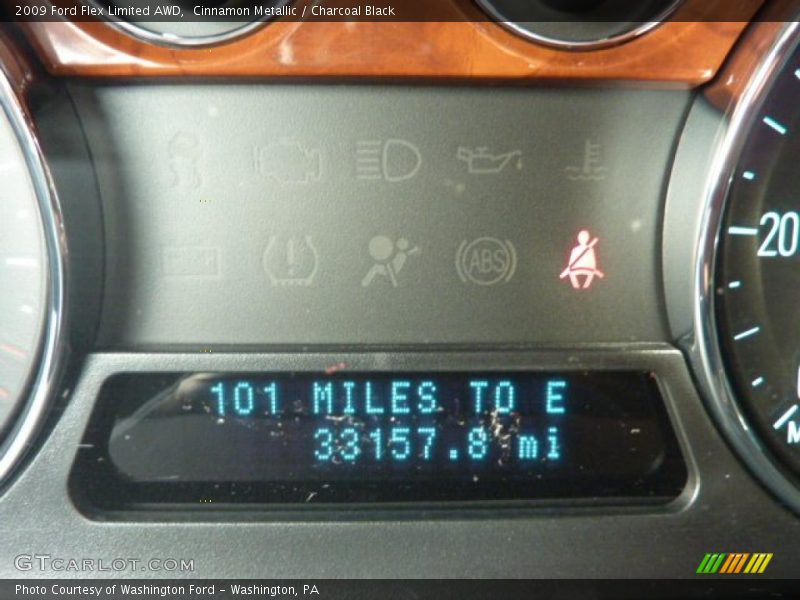 2009 Ford Flex Limited AWD,  Cinnamon Metallic / Charcoal Black
ABS
20
101 MILES TO E
33157.8 mi
GTCARLOT.COM
Photo Courtesy of Washington Ford - Washington, PA